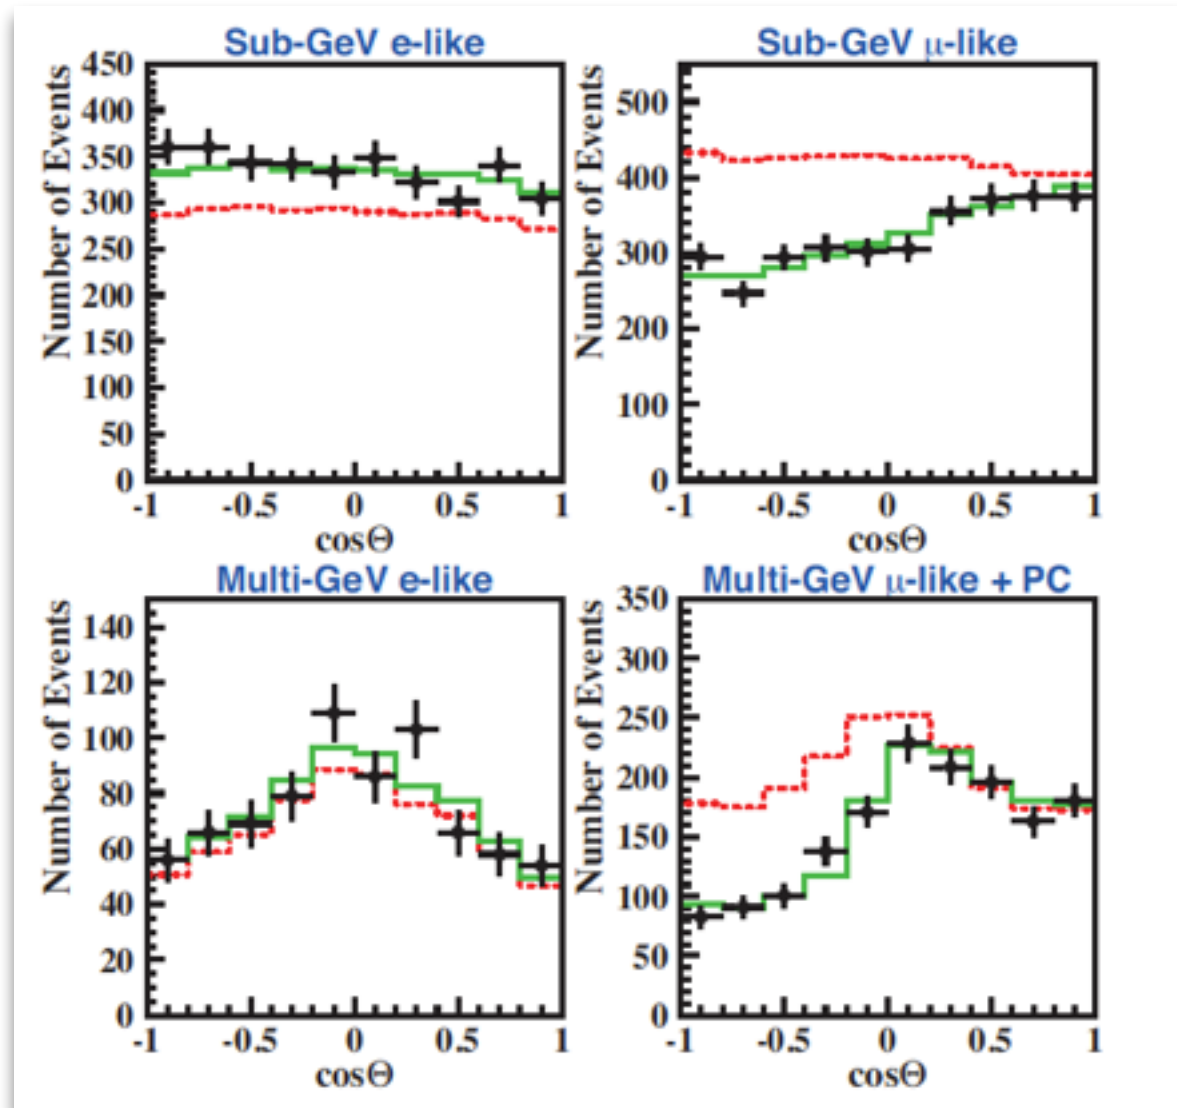 Sub-GeV e-like
Number of Events
450
400
350
300
250
200
150
100
50
0
-1 -0.5 0 0.5 1
cosΘ
Sub-GeV μ-like
Number of Events
500
400
300
200
100
0
-1 -0.5 0 0.5 1
cosΘ
Multi-GeV e-like
Number of Events
140
120
100
80
60
40
20
0
-1 -0.5 0 0.5 1
cosΘ
Multi-GeV μ-like + PC
Number of Events
350
300
250
200
150
100
50
0
-1 -0.5 0 0.5 1
cosΘ